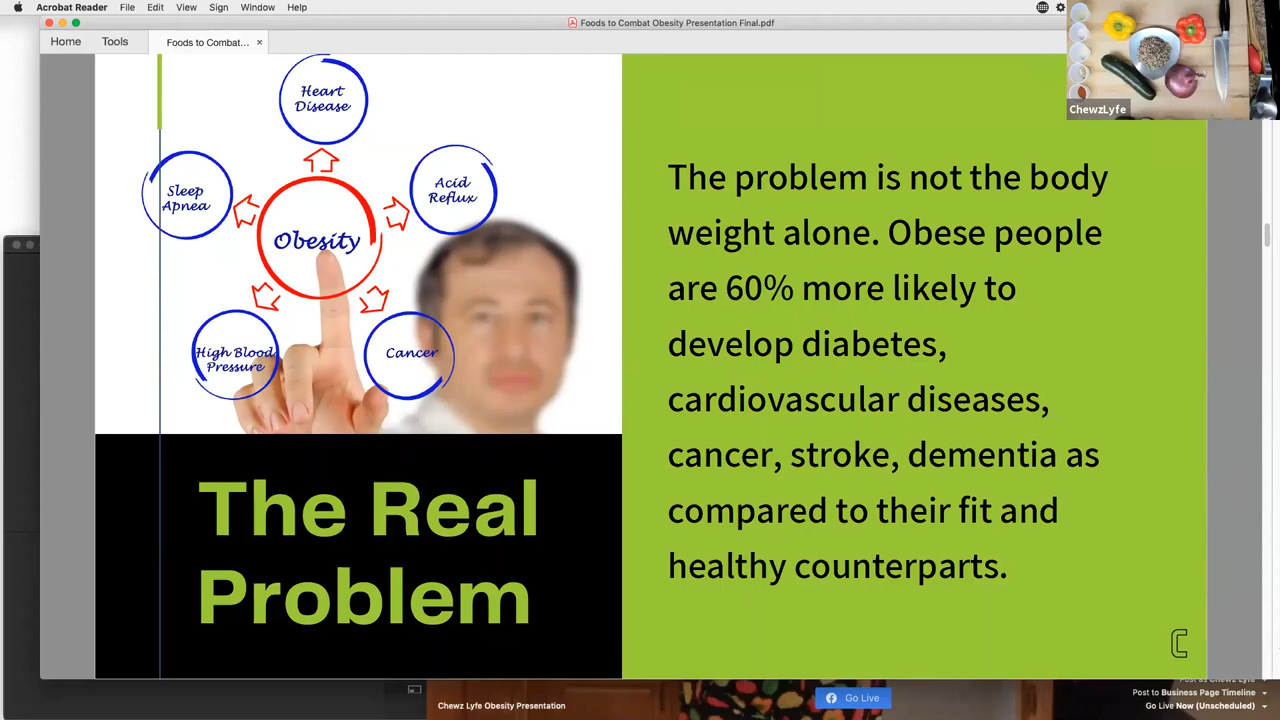 Acrobat Reader File Edit View Sign Window Help
Foods to Combat Obesity Presentation Final.pdf
Home Tools Foods to Combat... ×
ChewzLyfe
Heart
Disease
Sleep
Apnea
Acid
Reflux
Obesity
High Blood
Pressure
Cancer
The Real
Problem
The problem is not the body
weight alone. Obese people
are 60% more likely to
develop diabetes,
cardiovascular diseases,
cancer, stroke, dementia as
compared to their fit and
healthy counterparts.
Chewz Lyfe Obesity Presentation
Go Live
Post as Chewz Lyfe
Post to Business Page Timeline
Go Live Now (Unscheduled)